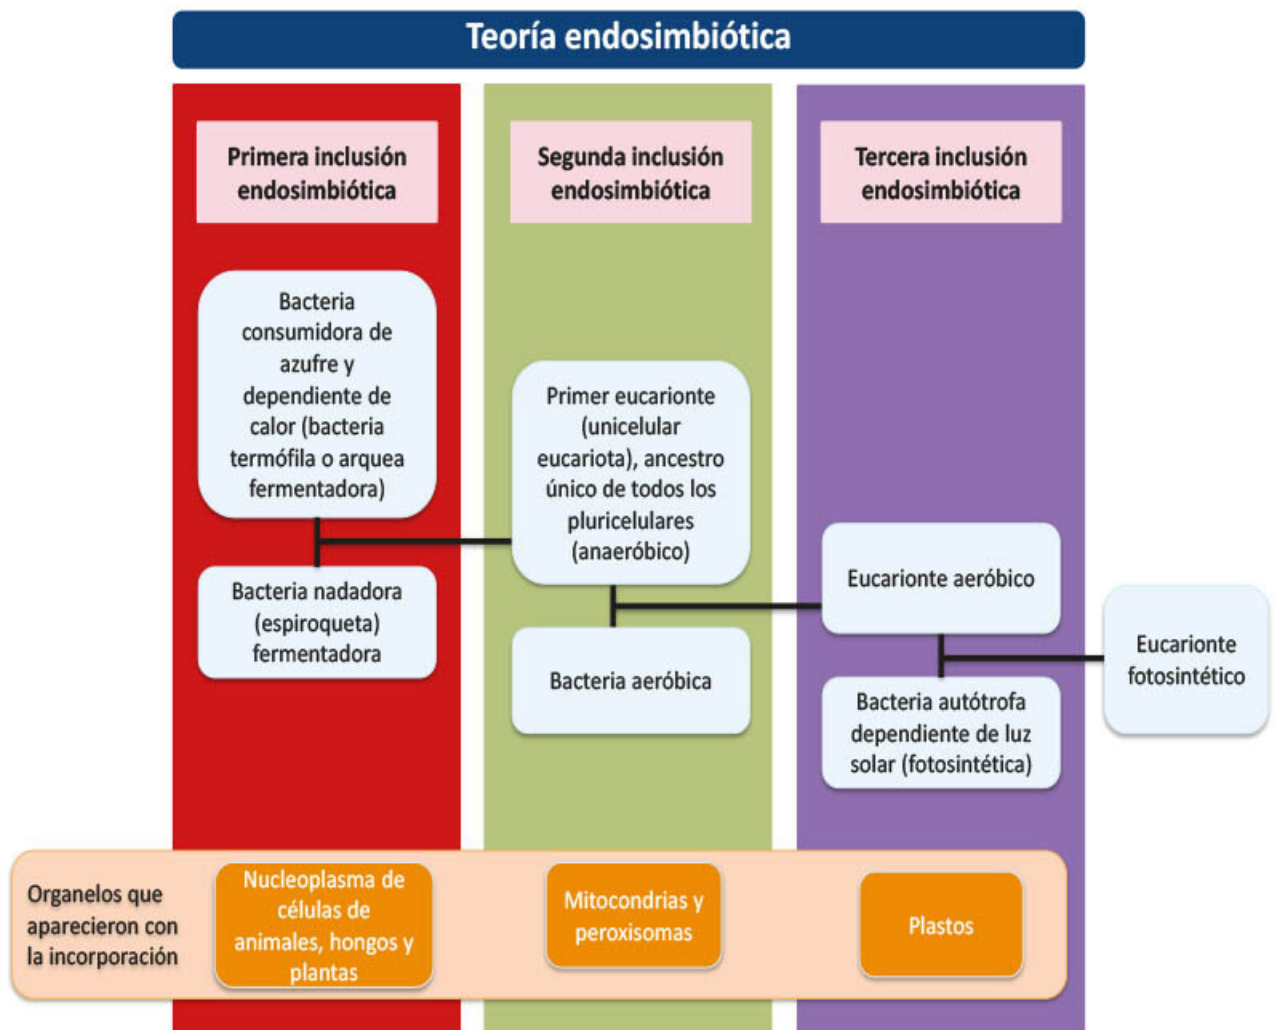 Teoría endosimbiótica
Primera inclusión
endosimbiótica
Segunda inclusión
endosimbiótica
Tercera inclusión
endosimbiótica
Bacteria
consumidora de
azufre y
dependiente de
calor (bacteria
termófila o arquea
fermentadora)
Bacteria nadadora
(espiroqueta)
fermentadora
Primer eucarionte
(unicelular
eucariota), ancestro
único de todos los
pluricelulares
(anaeróbico)
Bacteria aeróbica
Eucarionte aeróbico
Bacteria autótrofa
dependiente de luz
solar (fotosintética)
Eucarionte
fotosintético
Organelos que
aparecieron con
la incorporación
Nucleoplasma de
células de
animales, hongos y
plantas
Mitocondrias y
peroxisomas
Plastos